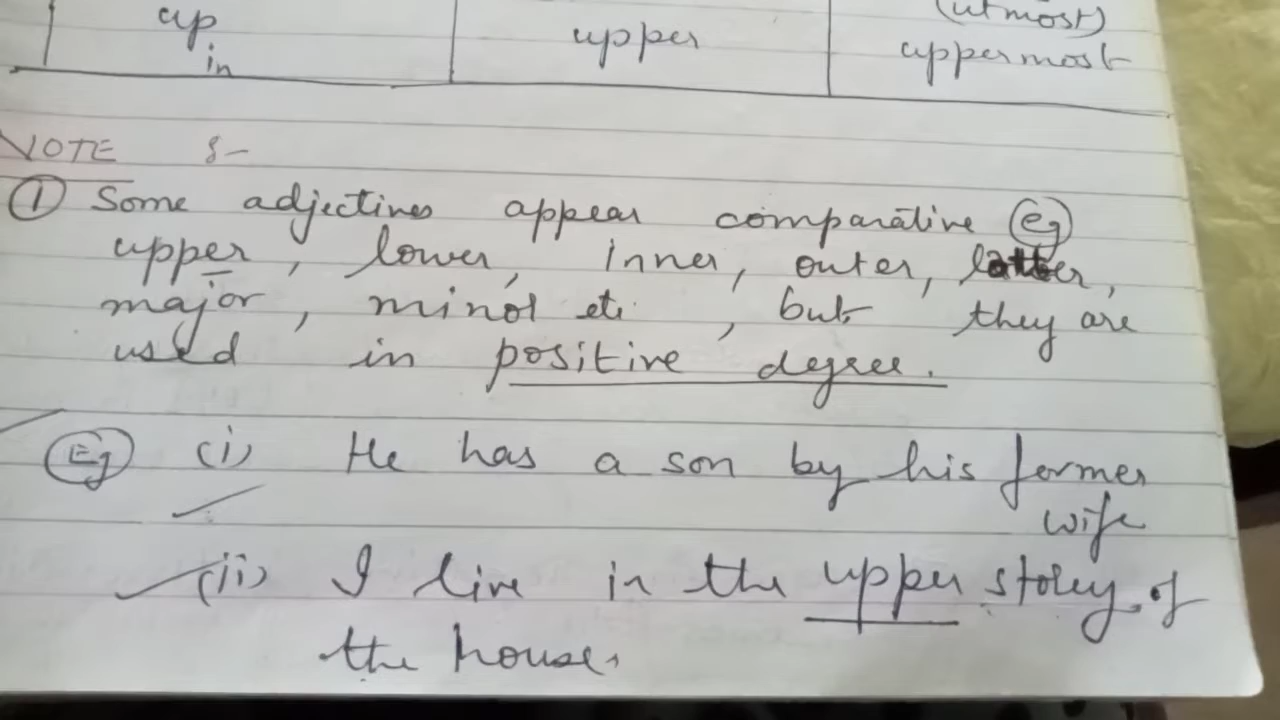 (utmost)
up upper uppermost
in
NOTE :-
① Some adjectives appear comparative eg
upper, lower, inner, outer, latter,
major, minor etc, but they are
used in positive degree.
Eg (i) He has a son by his former
wife
(ii) I live in the upper storey of
the house.